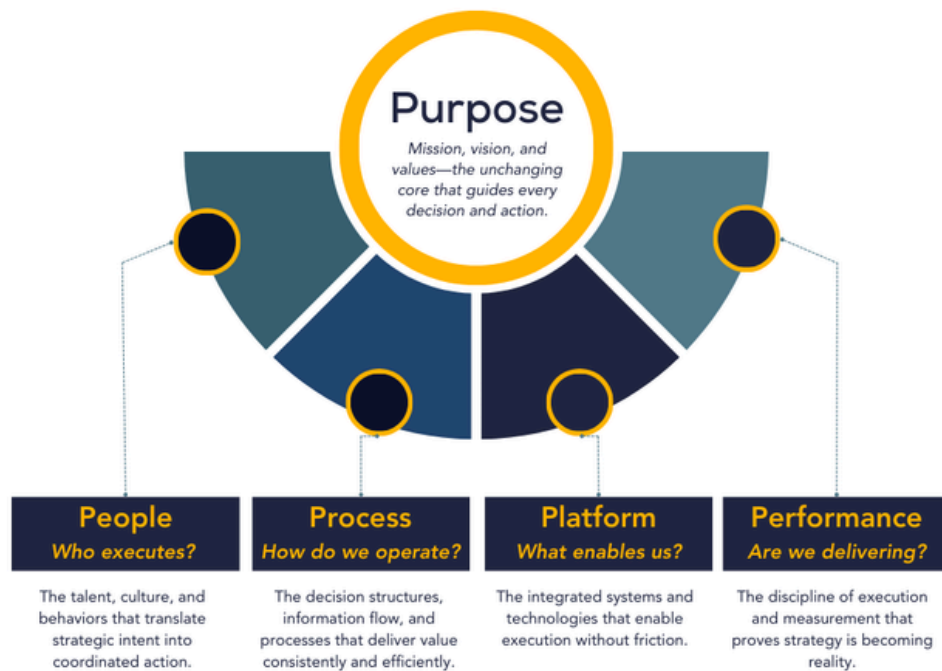 Purpose
Mission, vision, and
values—the unchanging
core that guides every
decision and action.
People
Who executes?
The talent, culture, and
behaviors that translate
strategic intent into
coordinated action.
Process
How do we operate?
The decision structures,
information flow, and
processes that deliver value
consistently and efficiently.
Platform
What enables us?
The integrated systems and
technologies that enable
execution without friction.
Performance
Are we delivering?
The discipline of execution
and measurement that
proves strategy is becoming
reality.